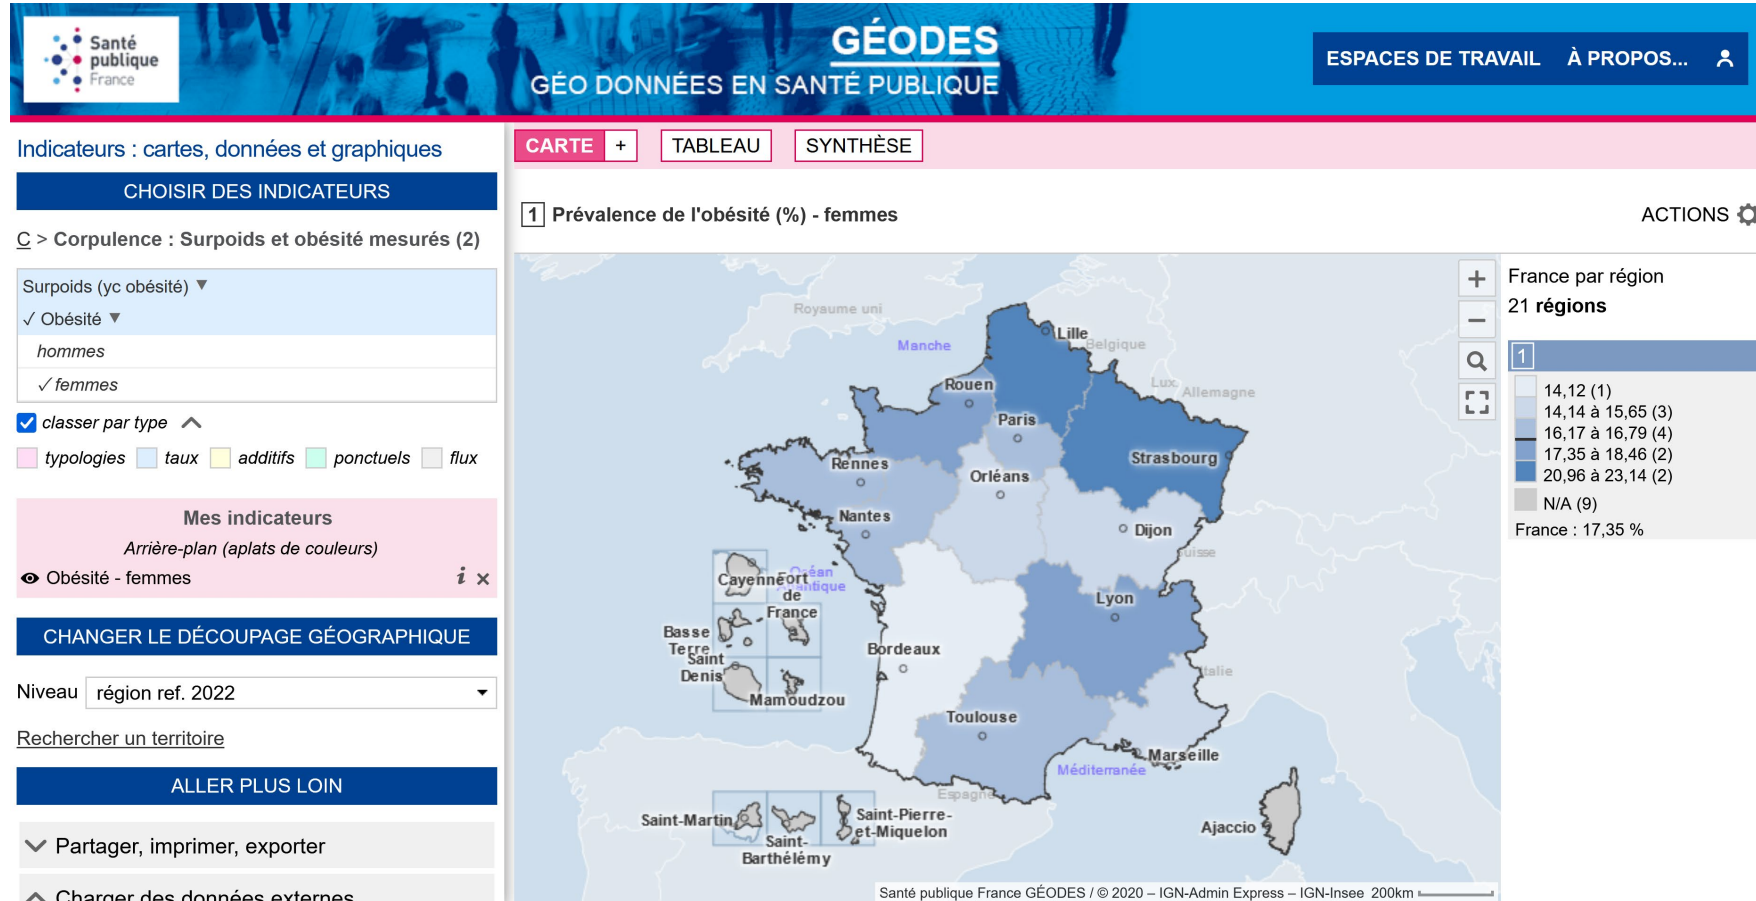 Santé
publique
France
GÉODES
GÉO DONNÉES EN SANTÉ PUBLIQUE
ESPACES DE TRAVAIL À PROPOS...
Indicateurs : cartes, données et graphiques
CHOISIR DES INDICATEURS
C > Corpulence : Surpoids et obésité mesurés (2)
Surpoids (yc obésité) ▼
✓ Obésité ▼
hommes
✓ femmes
classer par type
typologies taux additifs ponctuels flux
Mes indicateurs
Arrière-plan (aplats de couleurs)
Obésité - femmes i x
CHANGER LE DÉCOUPAGE GÉOGRAPHIQUE
Niveau région ref. 2022
Rechercher un territoire
ALLER PLUS LOIN
Partager, imprimer, exporter
Charger des données externes
CARTE + TABLEAU SYNTHÈSE
1 Prévalence de l'obésité (%) - femmes
ACTIONS
Royaume uni
Manche
Lille
Belgique
Lux.
Allemagne
Rouen
Paris
Strasbourg
Rennes
Orléans
Nantes
Dijon
Suisse
Cayenne
Océan
Atlantique
Fort
de
France
Lyon
Basse
Terre
Saint
Denis
Bordeaux
Italie
Mamoudzou
Toulouse
Marseille
Méditerranée
Espagne
Saint-Martin
Saint-
Barthélémy
Saint-Pierre-
et-Miquelon
Ajaccio
Santé publique France GÉODES / © 2020 – IGN-Admin Express – IGN-Insee 200km
+
−
France par région
21 régions
1
14,12 (1)
14,14 à 15,65 (3)
16,17 à 16,79 (4)
17,35 à 18,46 (2)
20,96 à 23,14 (2)
N/A (9)
France : 17,35 %